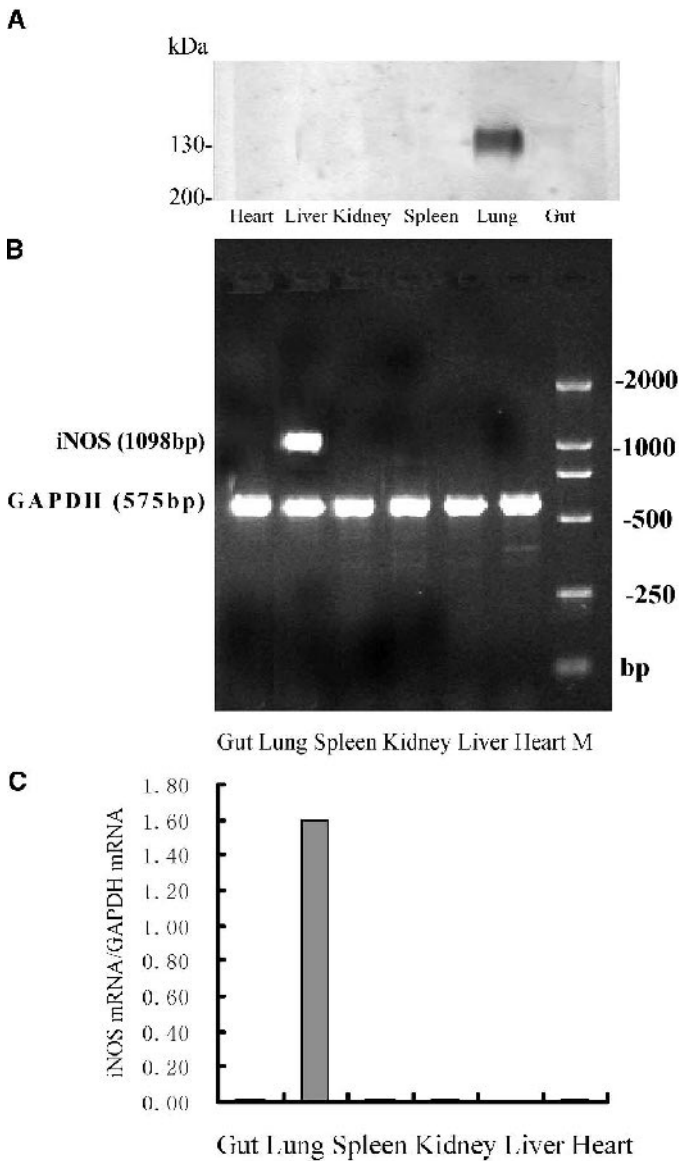 A
kDa
130-
200-
Heart Liver Kidney Spleen Lung Gut
B
-2000
iNOS (1098bp)
-1000
GAPDH (575bp)
-500
-250
bp
Gut Lung Spleen Kidney Liver Heart M
C
iNOS mRNA/GAPDH mRNA
1.80
1.60
1.40
1.20
1.00
0.80
0.60
0.40
0.20
0.00
Gut Lung Spleen Kidney Liver Heart